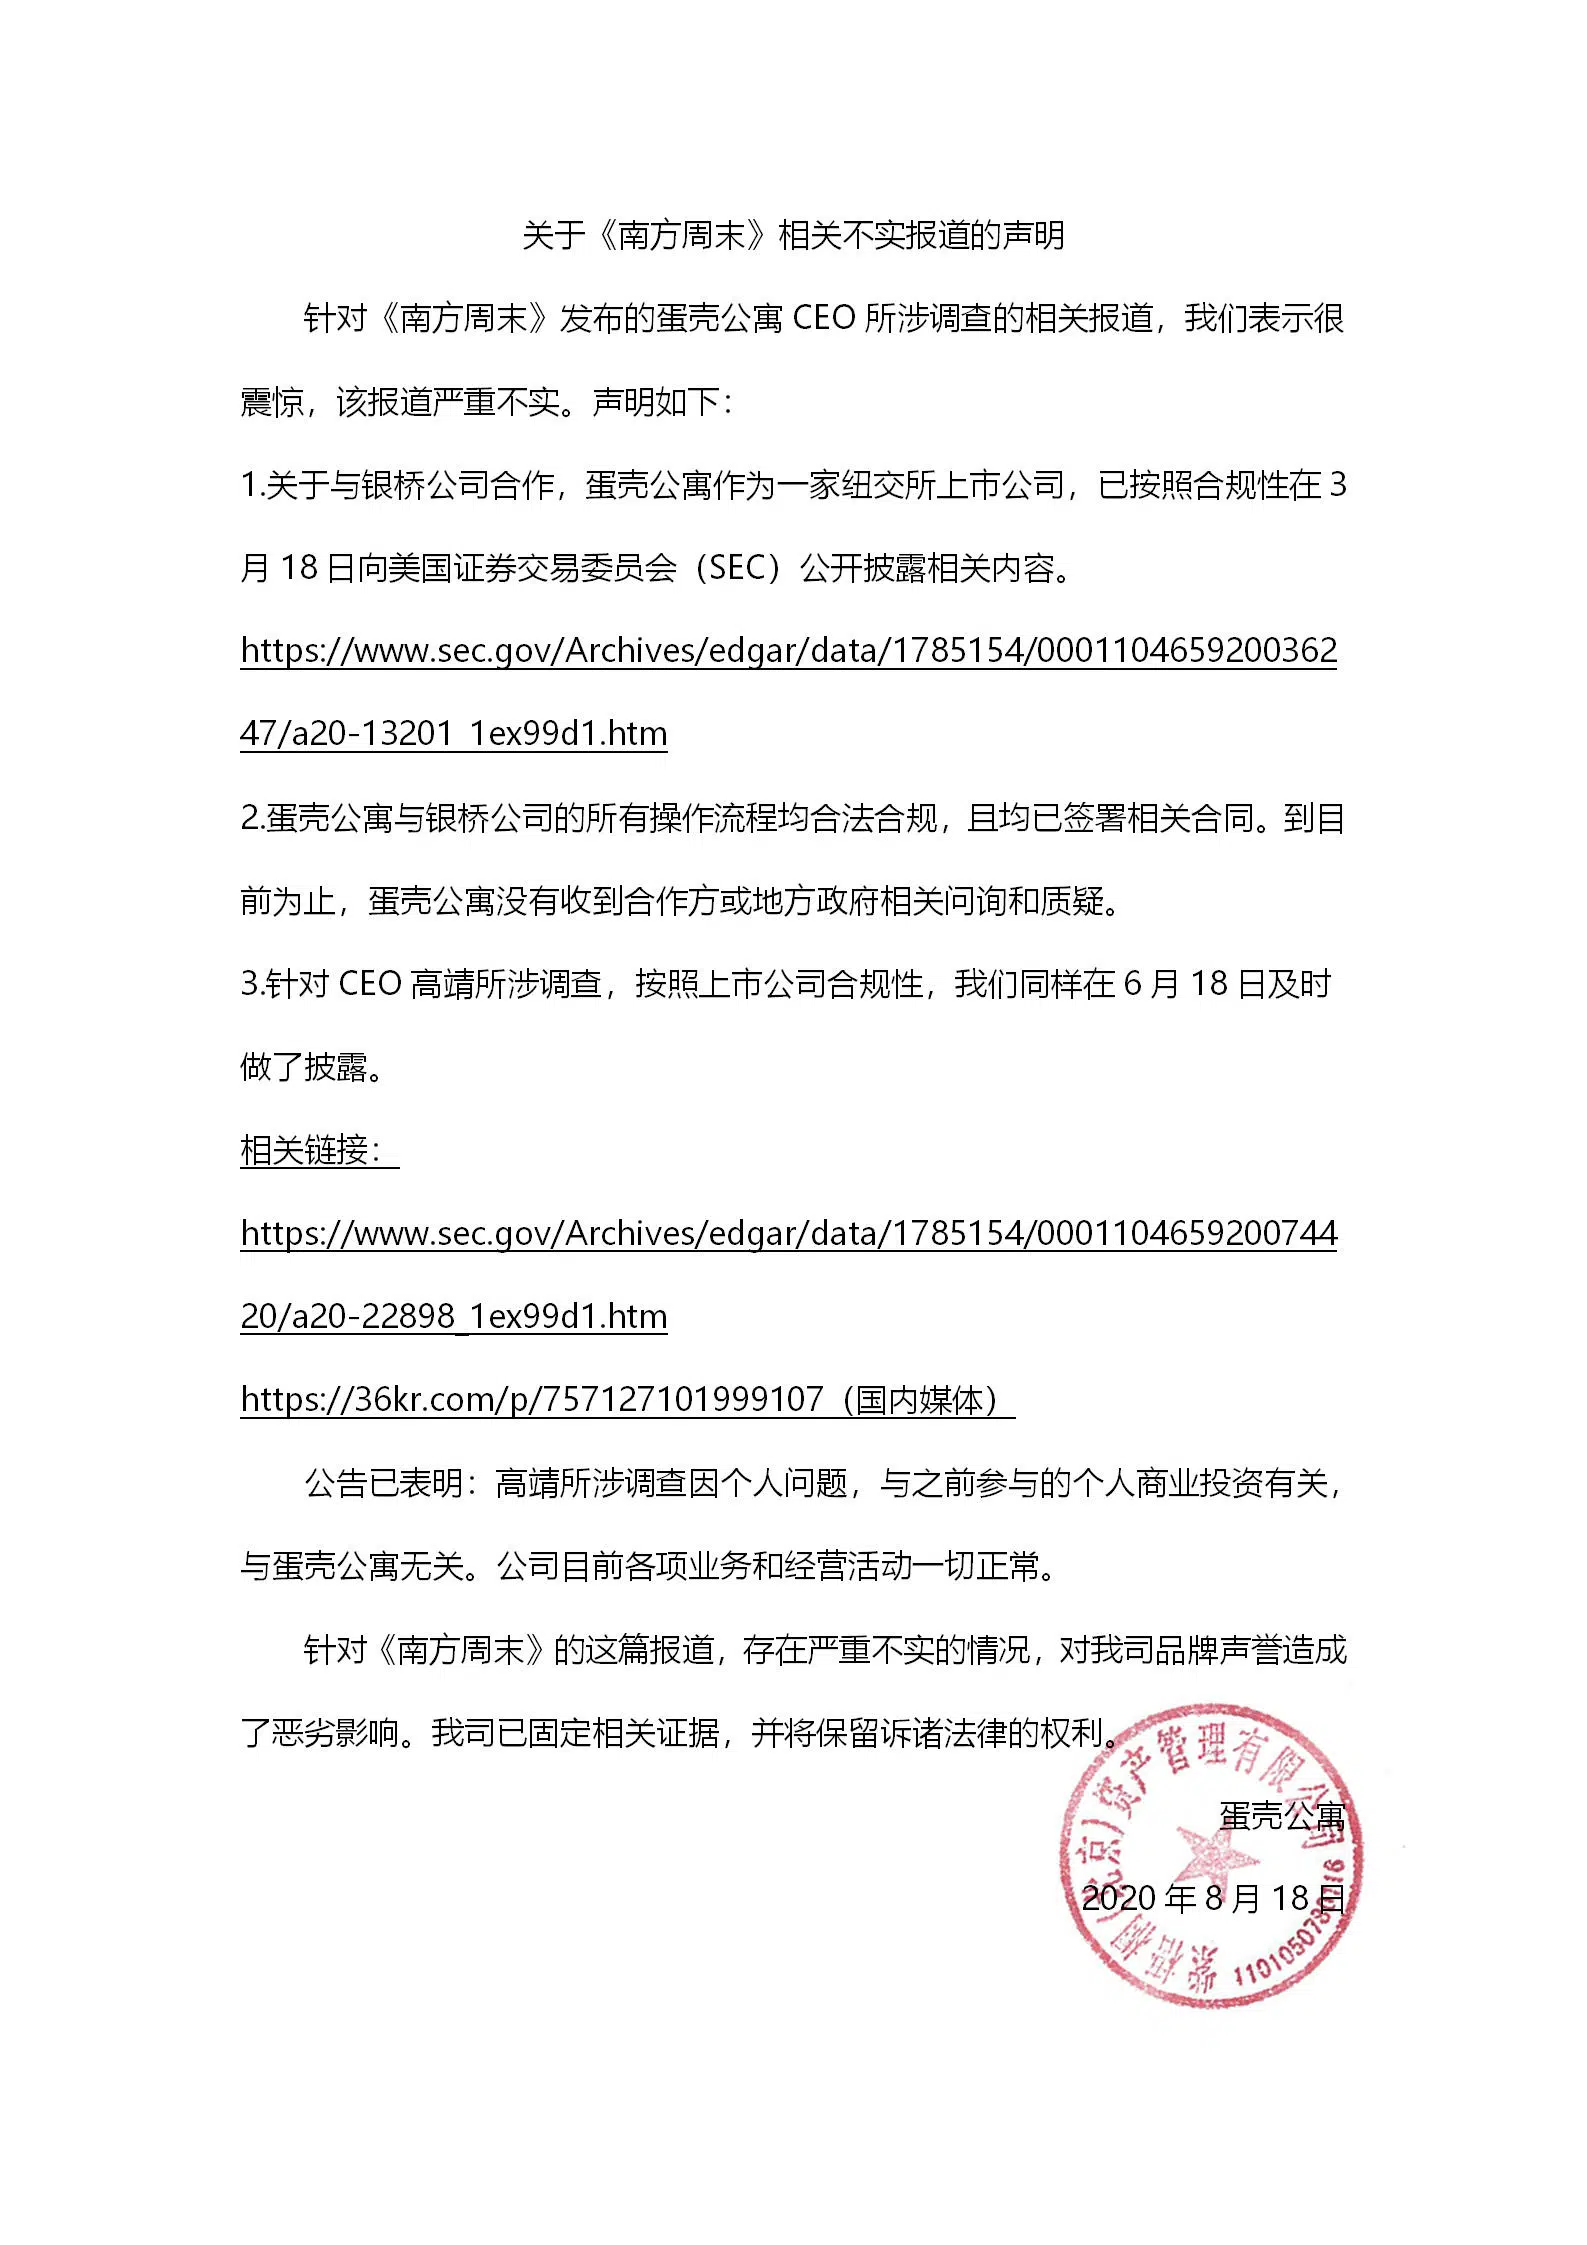 关于《南方周末》相关不实报道的声明
针对《南方周末》发布的蛋壳公寓 CEO 所涉调查的相关报道，我们表示很
震惊，该报道严重不实。声明如下：
1.关于与银桥公司合作，蛋壳公寓作为一家纽交所上市公司，已按照合规性在 3
月 18 日向美国证券交易委员会（SEC）公开披露相关内容。
https://www.sec.gov/Archives/edgar/data/1785154/0001104659200362
47/a20-13201_1ex99d1.htm
2.蛋壳公寓与银桥公司的所有操作流程均合法合规，且均已签署相关合同。到目
前为止，蛋壳公寓没有收到合作方或地方政府相关问询和质疑。
3.针对 CEO 高靖所涉调查，按照上市公司合规性，我们同样在 6 月 18 日及时
做了披露。
相关链接：
https://www.sec.gov/Archives/edgar/data/1785154/0001104659200744
20/a20-22898_1ex99d1.htm
https://36kr.com/p/757127101999107（国内媒体）
公告已表明：高靖所涉调查因个人问题，与之前参与的个人商业投资有关，
与蛋壳公寓无关。公司目前各项业务和经营活动一切正常。
针对《南方周末》的这篇报道，存在严重不实的情况，对我司品牌声誉造成
了恶劣影响。我司已固定相关证据，并将保留诉诸法律的权利。
蛋壳公寓
2020 年 8 月 18 日
紫梧桐（北京）资产管理有限公司
1101050780716